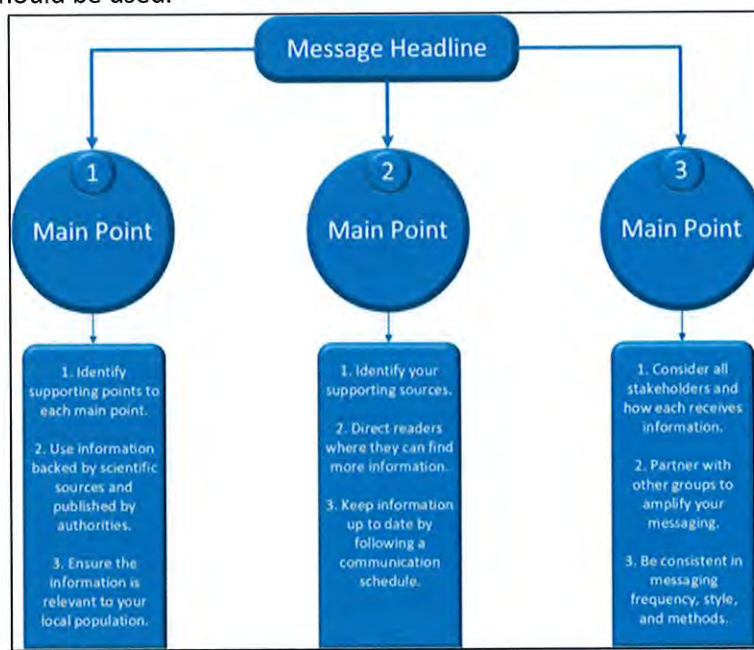 should be used.
Message Headline
1
Main Point
2
Main Point
3
Main Point
1. Identify
supporting points to
each main point.
2. Use information
backed by scientific
sources and
published by
authorities.
3. Ensure the
information is
relevant to your
local population.
1. Identify your
supporting sources.
2. Direct readers
where they can find
more information.
3. Keep information
up to date by
following a
communication
schedule.
1. Consider all
stakeholders and
how each receives
information.
2. Partner with
other groups to
amplify your
messaging.
3. Be consistent in
messaging
frequency, style,
and methods.